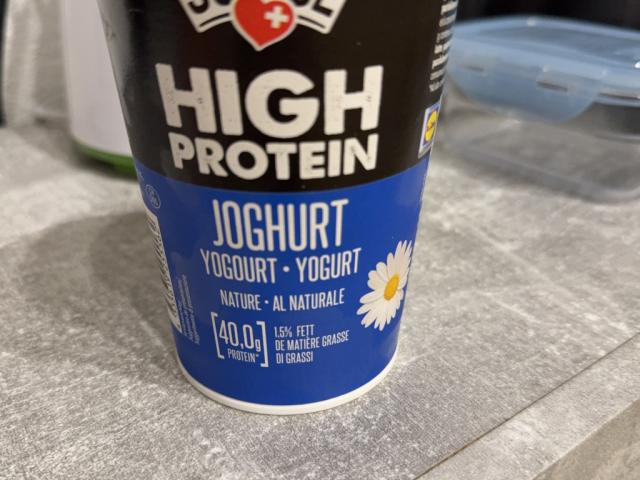 HIGH
PROTEIN
JOGHURT
YOGOURT • YOGURT
NATURE • AL NATURALE
40,0g
PROTEIN*
1.5% FETT
DE MATIÈRE GRASSE
DI GRASSI